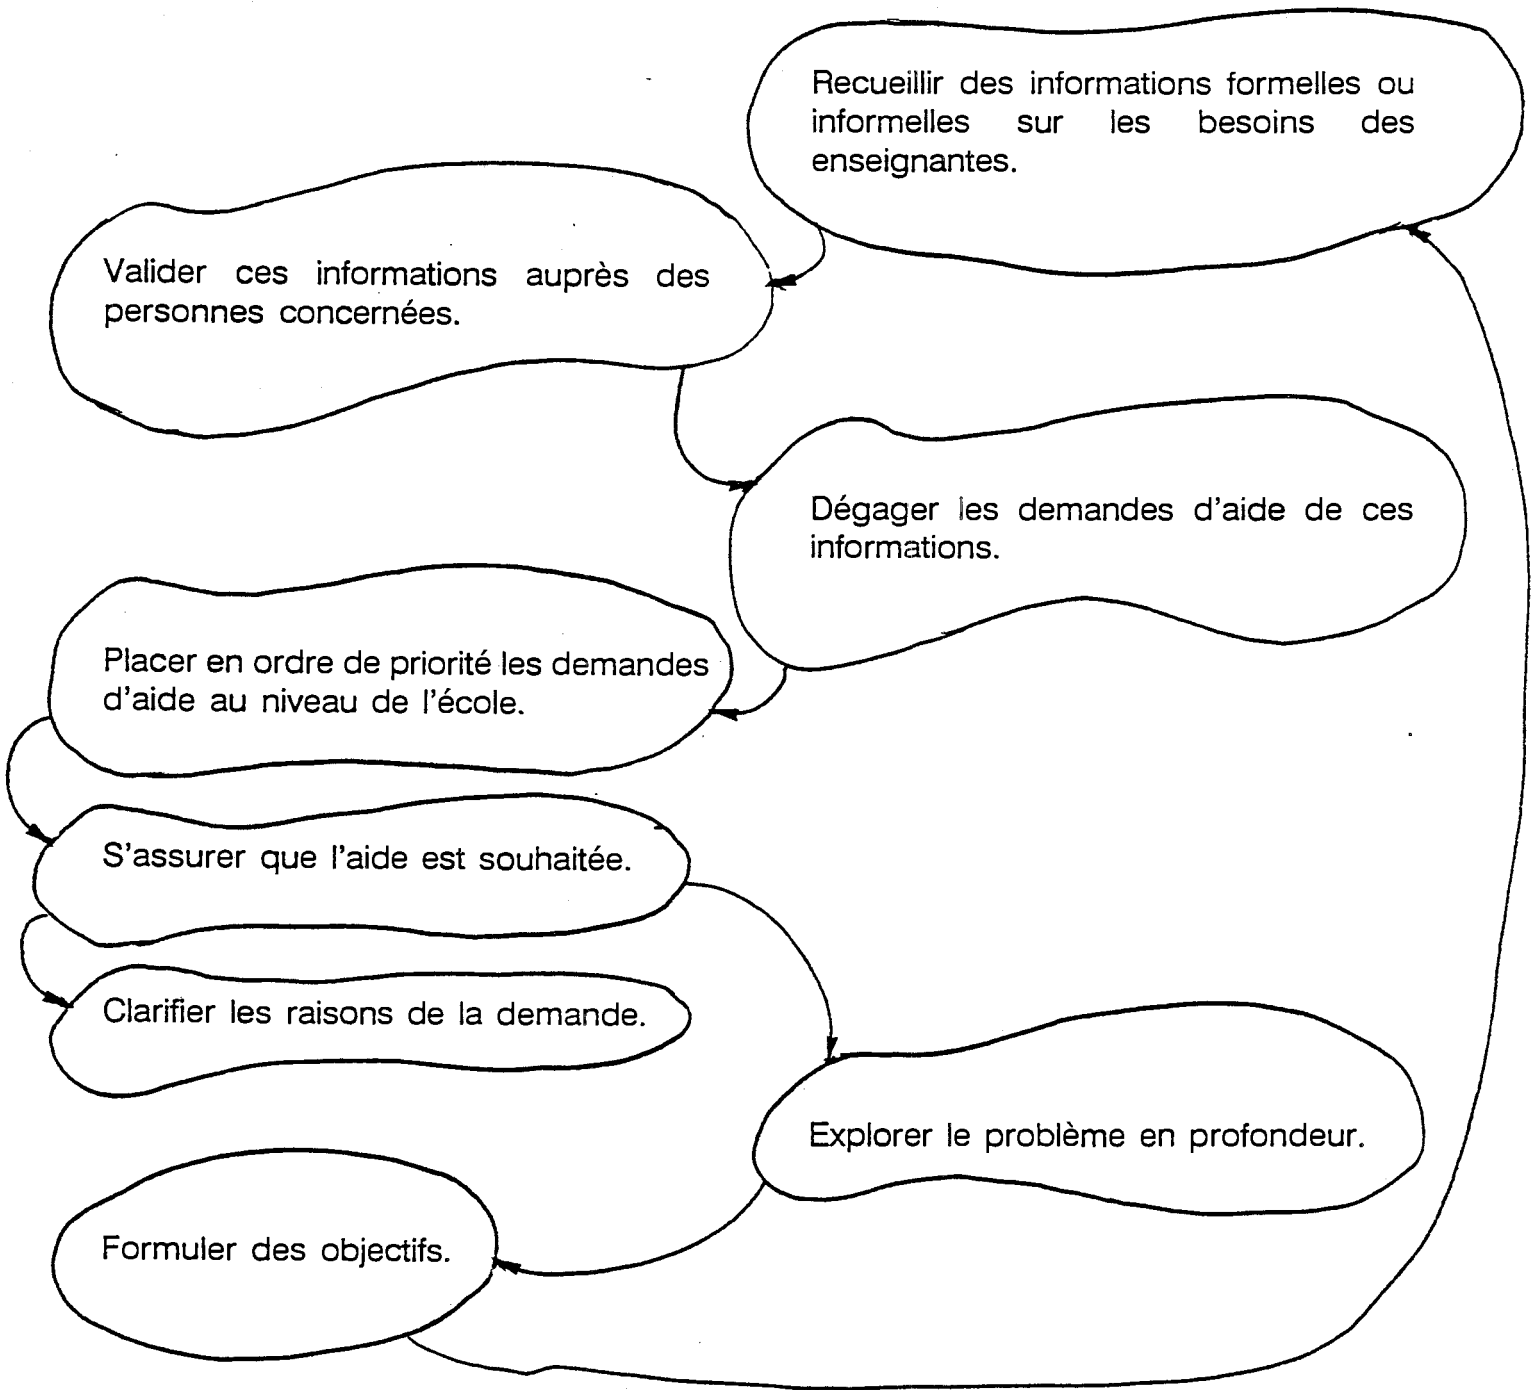 Recueillir des informations formelles ou
informelles sur les besoins des
enseignantes.
Valider ces informations auprès des
personnes concernées.
Dégager les demandes d'aide de ces
informations.
Placer en ordre de priorité les demandes
d'aide au niveau de l'école.
S'assurer que l'aide est souhaitée.
Clarifier les raisons de la demande.
Explorer le problème en profondeur.
Formuler des objectifs.